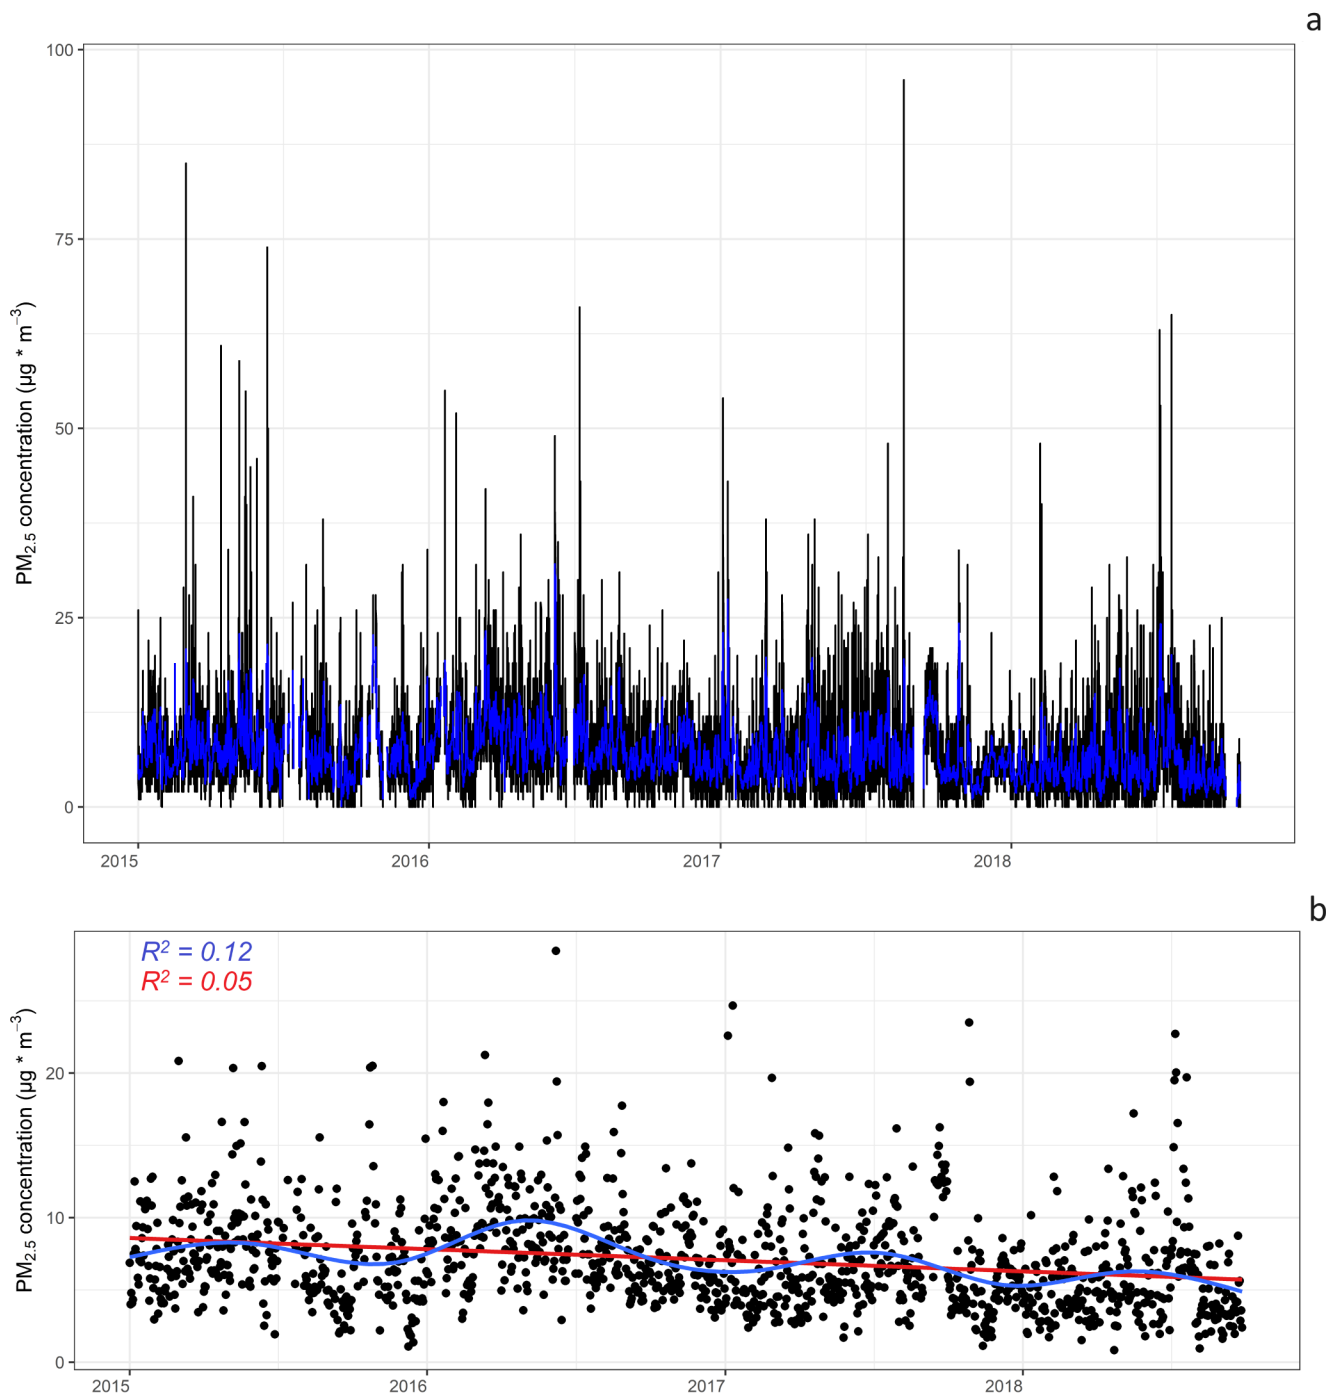 a
100
75
50
25
0
PM₂.₅ concentration (µg * m⁻³)
2015 2016 2017 2018
b
R² = 0.12
R² = 0.05
20
10
0
PM₂.₅ concentration (µg * m⁻³)
2015 2016 2017 2018